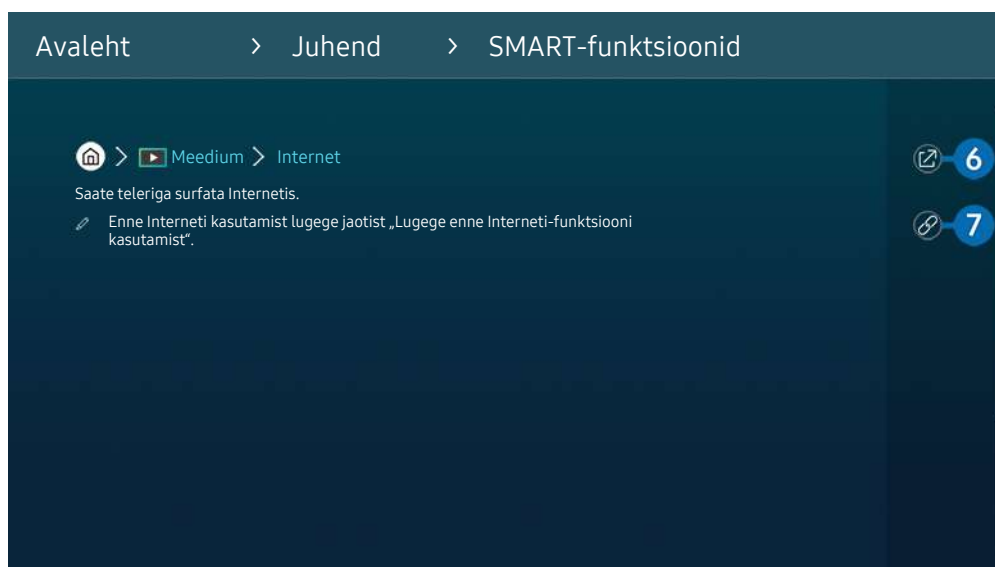 Avaleht > Juhend > SMART-funktsioonid
> Meedium > Internet
6
Saate teleriga surfata Internetis.
7
Enne Interneti kasutamist lugege jaotist „Lugege enne Interneti-funktsiooni
kasutamist“.